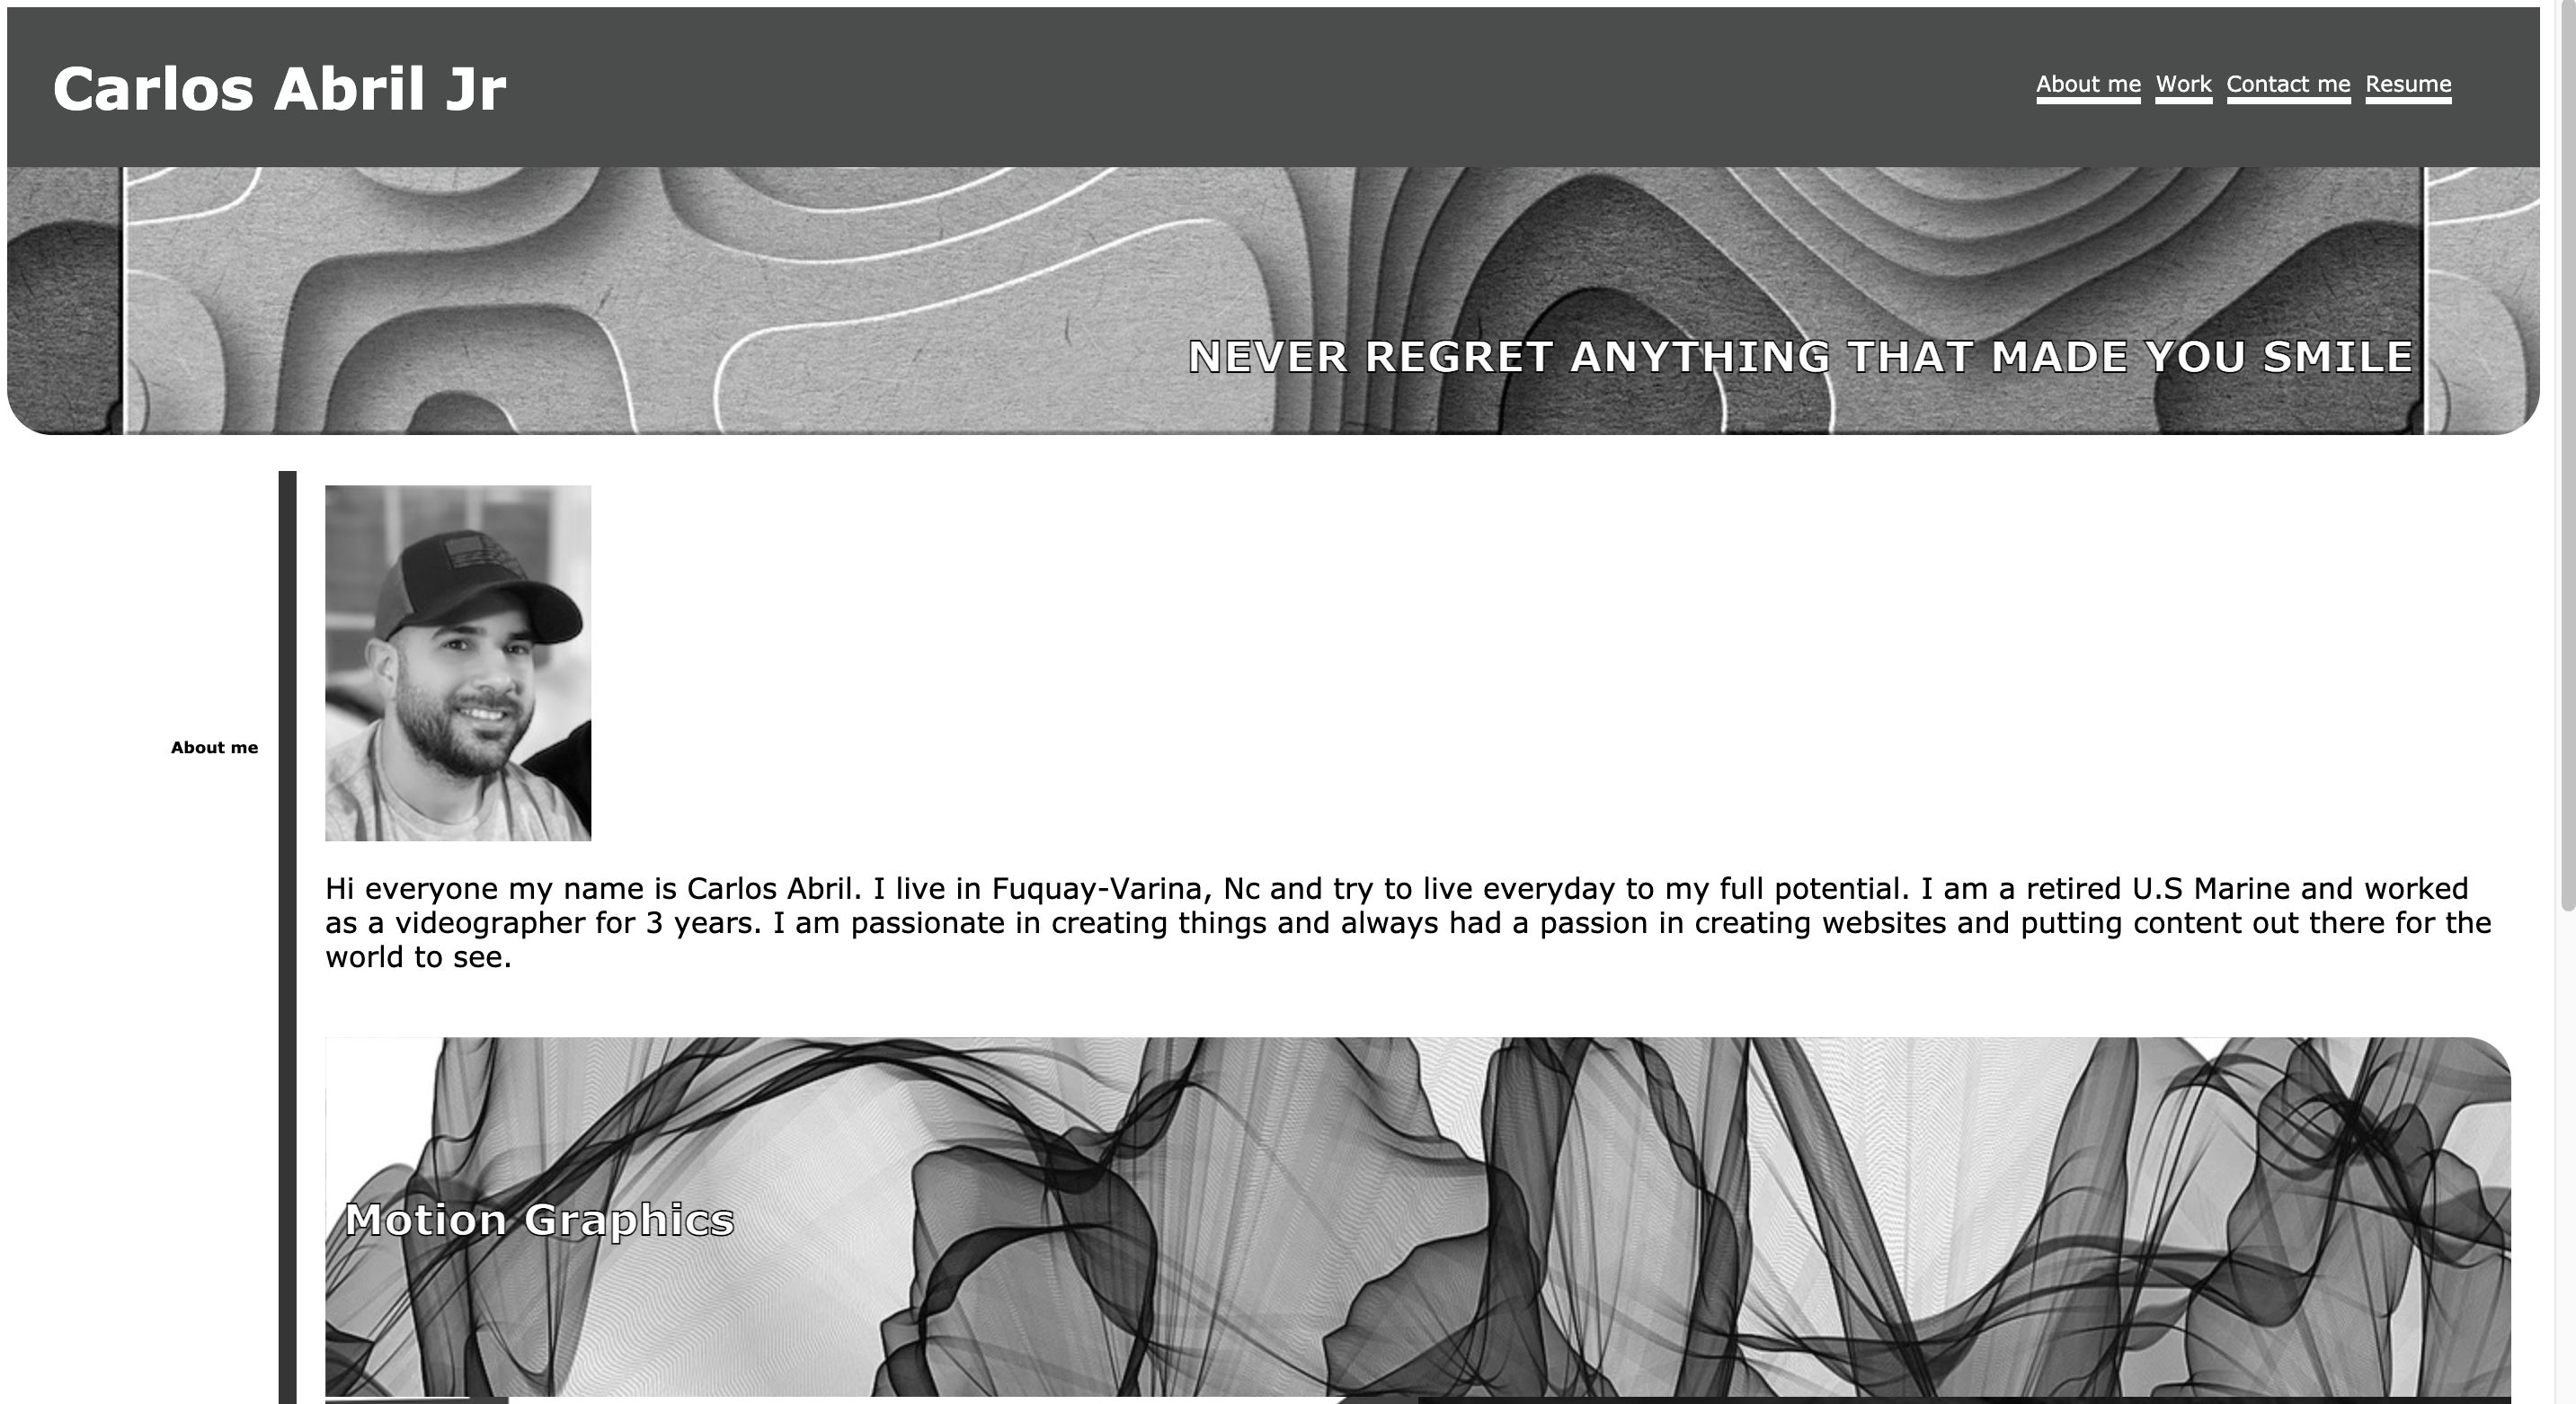 Carlos Abril Jr
About me Work Contact me Resume
NEVER REGRET ANYTHING THAT MADE YOU SMILE
About me
Hi everyone my name is Carlos Abril. I live in Fuquay-Varina, Nc and try to live everyday to my full potential. I am a retired U.S Marine and worked
as a videographer for 3 years. I am passionate in creating things and always had a passion in creating websites and putting content out there for the
world to see.
Motion Graphics